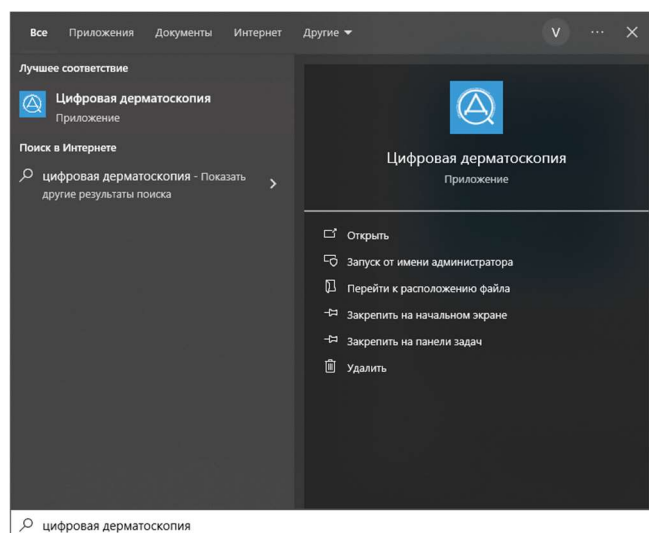 Все Приложения Документы Интернет Другие V ...
Лучшее соответствие
Цифровая дерматоскопия
Приложение
Поиск в Интернете
цифровая дерматоскопия - Показать
другие результаты поиска
Цифровая дерматоскопия
Приложение
Открыть
Запуск от имени администратора
Перейти к расположению файла
Закрепить на начальном экране
Закрепить на панели задач
Удалить
цифровая дерматоскопия